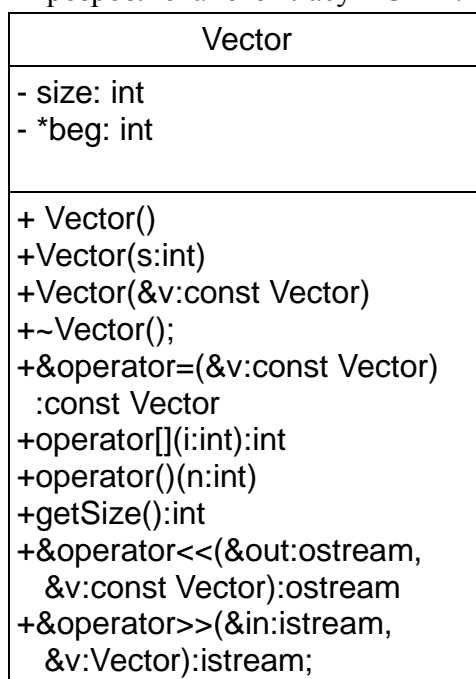 Vector
- size: int
- *beg: int
+ Vector()
+Vector(s:int)
+Vector(&v:const Vector)
+~Vector();
+&operator=(&v:const Vector)
:const Vector
+operator[](i:int):int
+operator()(n:int)
+getSize():int
+&operator<<(&out:ostream,
&v:const Vector):ostream
+&operator>>(&in:istream,
&v:Vector):istream;